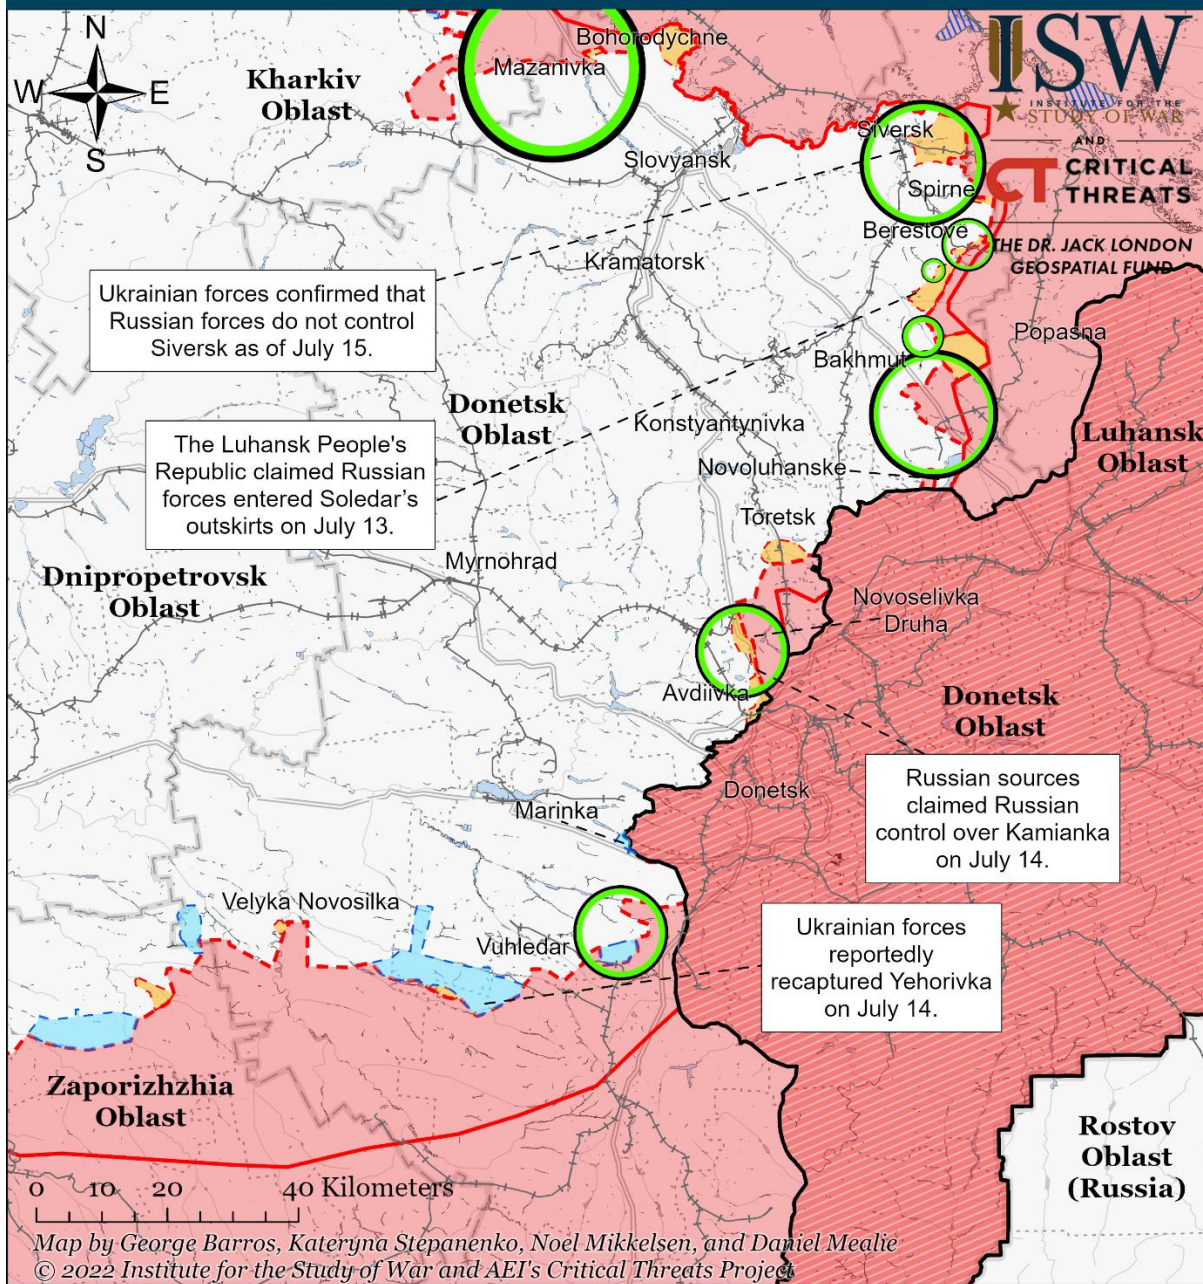 N
W
E
S
Kharkiv
Oblast
Mazanivka
Bohorodychne
ISW
INSTITUTE FOR THE
STUDY OF WAR
AND
CT CRITICAL
THREATS
THE DR. JACK LONDON
GEOSPATIAL FUND
Siversk
Slovyansk
Spirne
Berestove
Kramatorsk
Ukrainian forces confirmed that
Russian forces do not control
Siversk as of July 15.
Popasna
Bakhmut
Donetsk
Oblast
Konstyantynivka
Luhansk
Oblast
The Luhansk People's
Republic claimed Russian
forces entered Soledar’s
outskirts on July 13.
Novoluhanske
Toretsk
Myrnohrad
Dnipropetrovsk
Oblast
Novoselivka
Druha
Avdiivka
Donetsk
Oblast
Donetsk
Russian sources
claimed Russian
control over Kamianka
on July 14.
Marinka
Velyka Novosilka
Vuhledar
Ukrainian forces
reportedly
recaptured Yehorivka
on July 14.
Zaporizhzhia
Oblast
Rostov
Oblast
(Russia)
0 10 20 40 Kilometers
Map by George Barros, Kateryna Stepanenko, Noel Mikkelsen, and Daniel Mealie
© 2022 Institute for the Study of War and AEI's Critical Threats Project